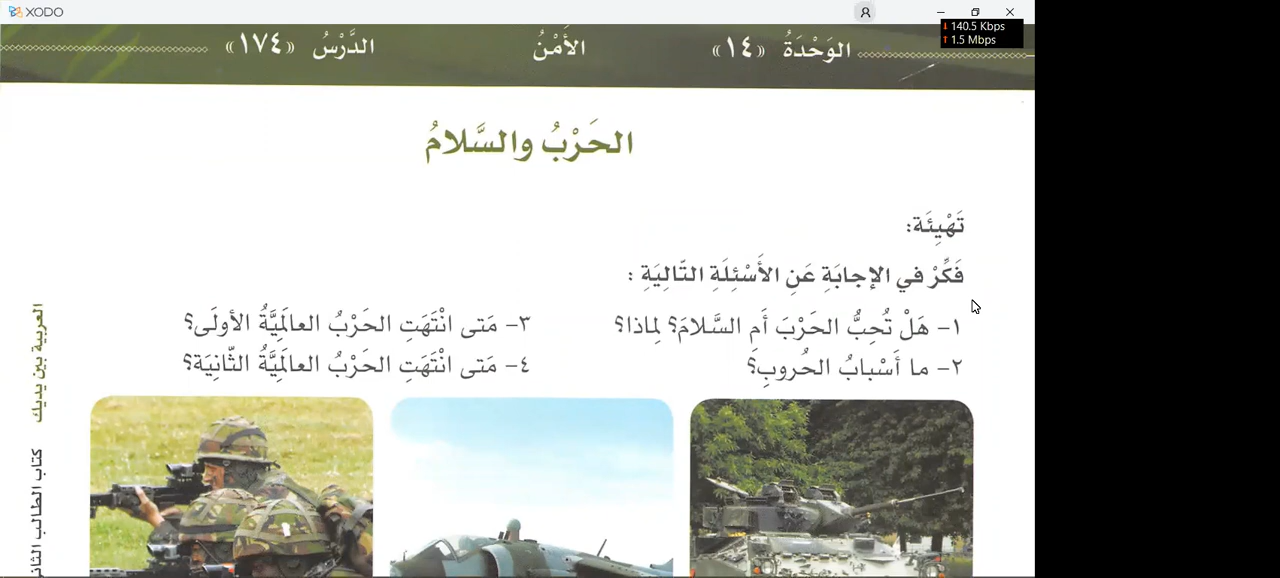 XODO
140.5 Kbps
1.5 Mbps
الوَحْدَةُ «١٤» الأَمْنُ الدَّرْسُ «١٧٤»
الحَرْبُ والسَّلامُ
تَهْيِئَة:
فَكِّرْ في الإجابَةِ عَنِ الأَسْئِلَةِ التّالِيَةِ :
١- هَلْ تُحِبُّ الحَرْبَ أَم السَّلامَ؟ لِماذا؟
٢- ما أَسْبابُ الحُروبِ؟
٣- مَتى انْتَهَتِ الحَرْبُ العالَمِيَّةُ الأولَى؟
٤- مَتى انْتَهَتِ الحَرْبُ العالَمِيَّةُ الثّانِيَة؟
العربية بين يديك
كتاب الطالب